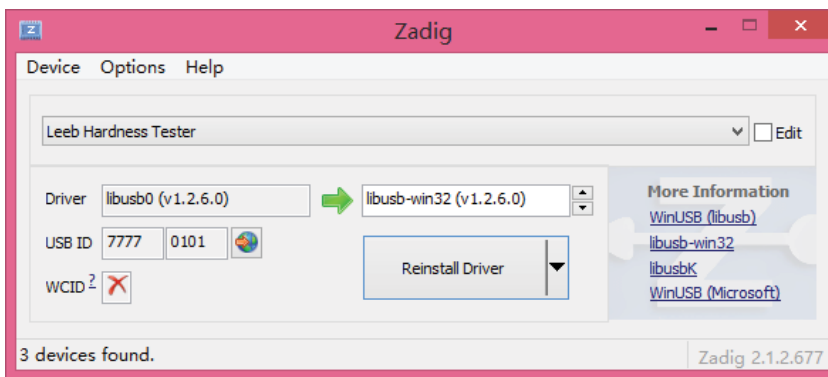 Zadig
Device Options Help
Leeb Hardness Tester
Edit
Driver libusb0 (v1.2.6.0) libusb-win32 (v1.2.6.0)
USB ID 7777 0101
WCID ?
Reinstall Driver
More Information
WinUSB (libusb)
libusb-win32
libusbK
WinUSB (Microsoft)
3 devices found.
Zadig 2.1.2.677